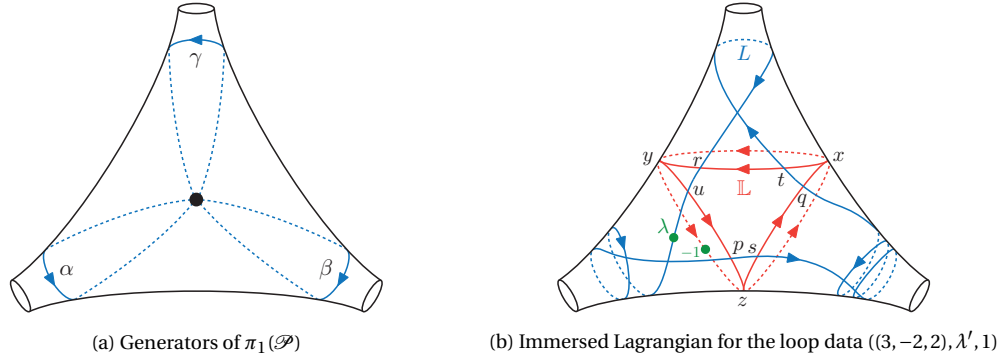 γ
α
β
(a) Generators of π₁(𝒫)
L
y
r
x
t
𝕃
u
q
λ
−1
p
s
z
(b) Immersed Lagrangian for the loop data ((3, −2, 2), λ′, 1)